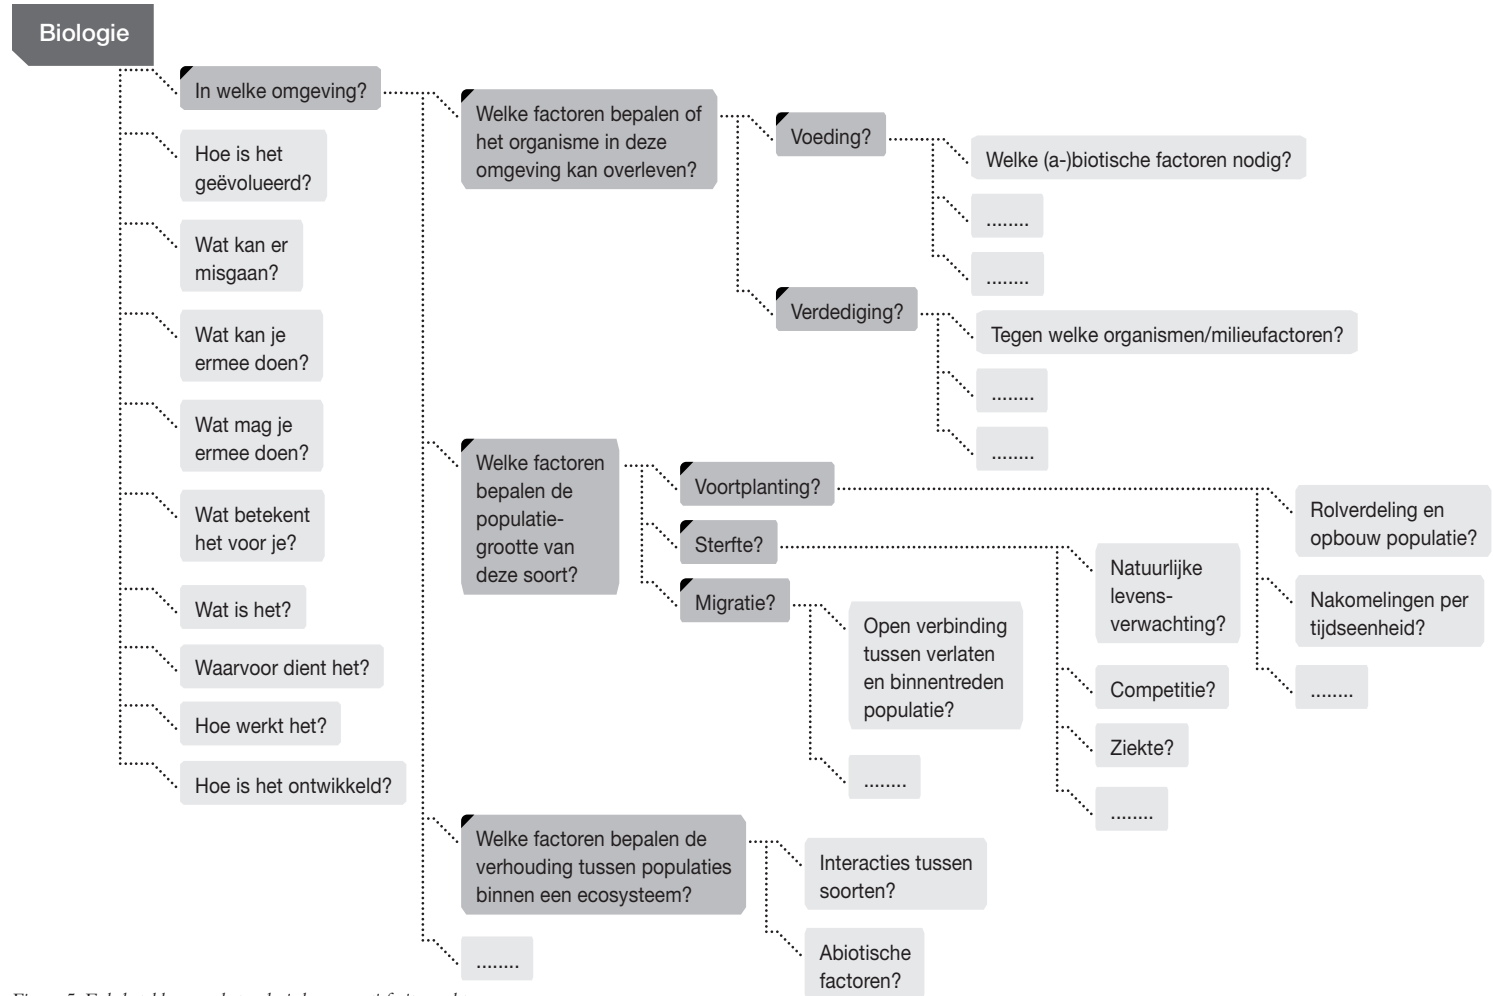 Biologie
In welke omgeving?
Hoe is het
geëvolueerd?
Wat kan er
misgaan?
Wat kan je
ermee doen?
Wat mag je
ermee doen?
Wat betekent
het voor je?
Wat is het?
Waarvoor dient het?
Hoe werkt het?
Hoe is het ontwikkeld?
Welke factoren bepalen of
het organisme in deze
omgeving kan overleven?
Voeding?
Welke (a-)biotische factoren nodig?
........
........
Verdediging?
Tegen welke organismen/milieufactoren?
........
........
Welke factoren
bepalen de
populatie-
grootte van
deze soort?
Voortplanting?
Rolverdeling en
opbouw populatie?
Nakomelingen per
tijdseenheid?
........
Sterfte?
Natuurlijke
levens-
verwachting?
Competitie?
Ziekte?
........
Migratie?
Open verbinding
tussen verlaten
en binnentreden
populatie?
........
Welke factoren bepalen de
verhouding tussen populaties
binnen een ecosysteem?
Interacties tussen
soorten?
Abiotische
factoren?
........